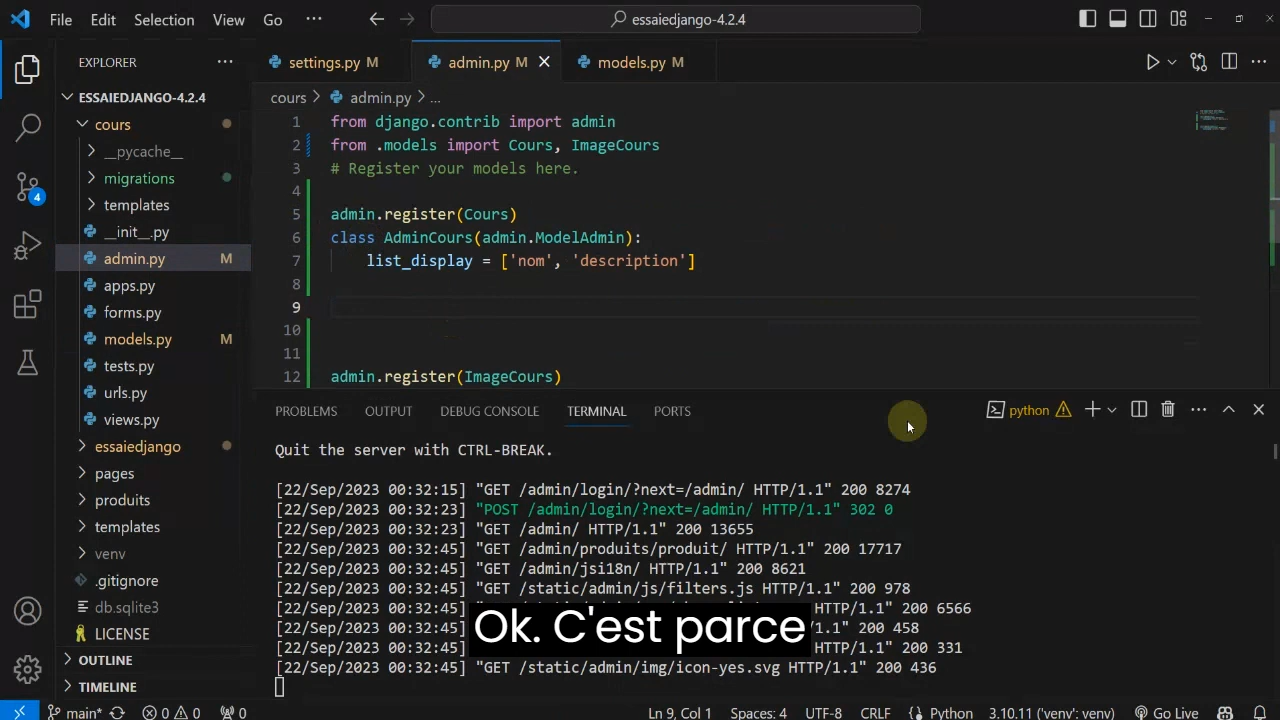 File Edit Selection View Go ··· essaiedjango-4.2.4
EXPLORER ···
settings.py M admin.py M models.py M
ESSAIEDJANGO-4.2.4
cours > admin.py > ...
cours
__pycache__
migrations
templates
__init__.py
admin.py M
apps.py
forms.py
models.py M
tests.py
urls.py
views.py
essaiedjango
pages
produits
templates
venv
.gitignore
db.sqlite3
LICENSE
OUTLINE
TIMELINE
4
1 from django.contrib import admin
2 from .models import Cours, ImageCours
3 # Register your models here.
4
5 admin.register(Cours)
6 class AdminCours(admin.ModelAdmin):
7 list_display = ['nom', 'description']
8
9
10
11
12 admin.register(ImageCours)
PROBLEMS OUTPUT DEBUG CONSOLE TERMINAL PORTS python
Quit the server with CTRL-BREAK.
[22/Sep/2023 00:32:15] "GET /admin/login/?next=/admin/ HTTP/1.1" 200 8274
[22/Sep/2023 00:32:23] "POST /admin/login/?next=/admin/ HTTP/1.1" 302 0
[22/Sep/2023 00:32:23] "GET /admin/ HTTP/1.1" 200 13655
[22/Sep/2023 00:32:45] "GET /admin/produits/produit/ HTTP/1.1" 200 17717
[22/Sep/2023 00:32:45] "GET /admin/jsi18n/ HTTP/1.1" 200 8621
[22/Sep/2023 00:32:45] "GET /static/admin/js/filters.js HTTP/1.1" 200 978
[22/Sep/2023 00:32:45] HTTP/1.1" 200 6566
[22/Sep/2023 00:32:45] /1.1" 200 458
[22/Sep/2023 00:32:45] HTTP/1.1" 200 331
[22/Sep/2023 00:32:45] "GET /static/admin/img/icon-yes.svg HTTP/1.1" 200 436
Ok. C'est parce
main* 0 0 0 Ln 9, Col 1 Spaces: 4 UTF-8 CRLF Python 3.10.11 ('venv': venv) Go Live